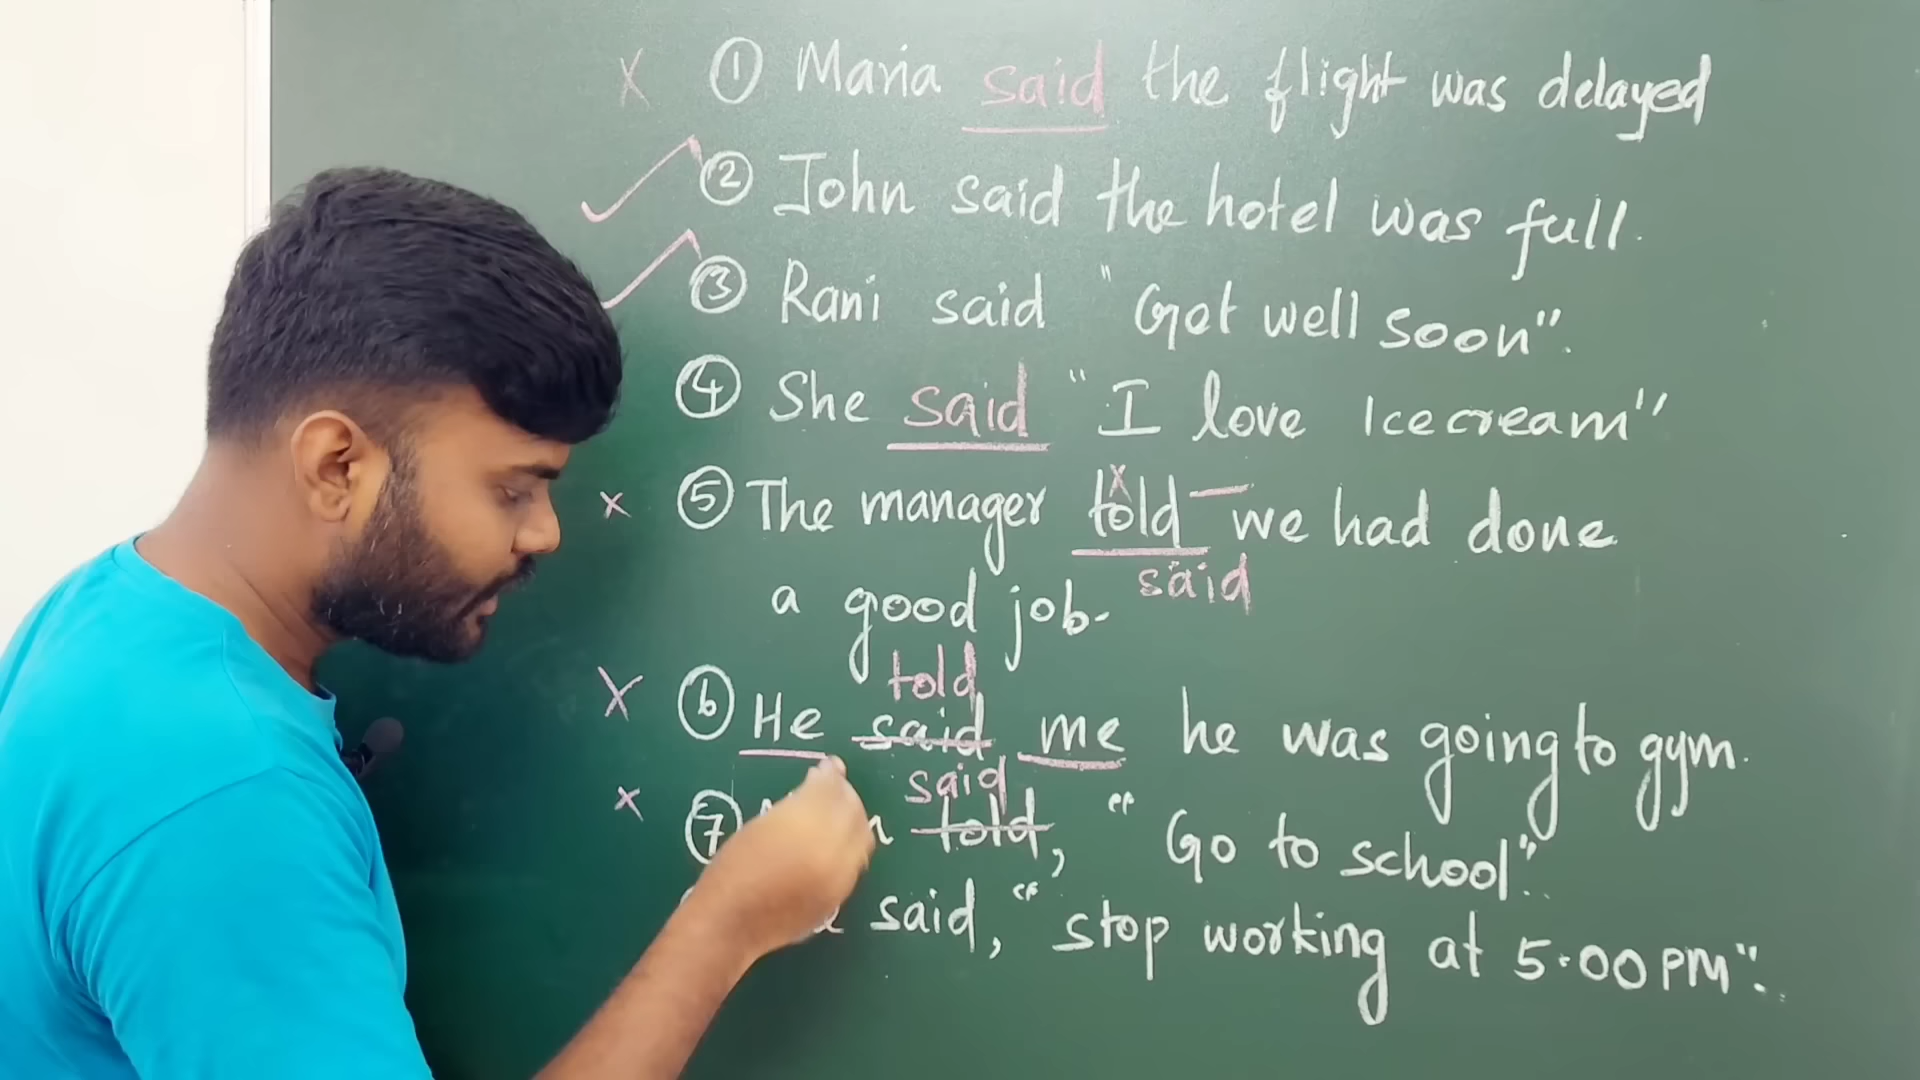 X ① Maria said the flight was delayed
✓ ② John said the hotel was full.
✓ ③ Rani said "Get well soon".
④ She said "I love Icecream"
x ⑤ The manager told we had done
said
a good job.
told
X ⑥ He said me he was going to gym.
said
x ⑦ told, "Go to school".
said, "stop working at 5.00 PM".